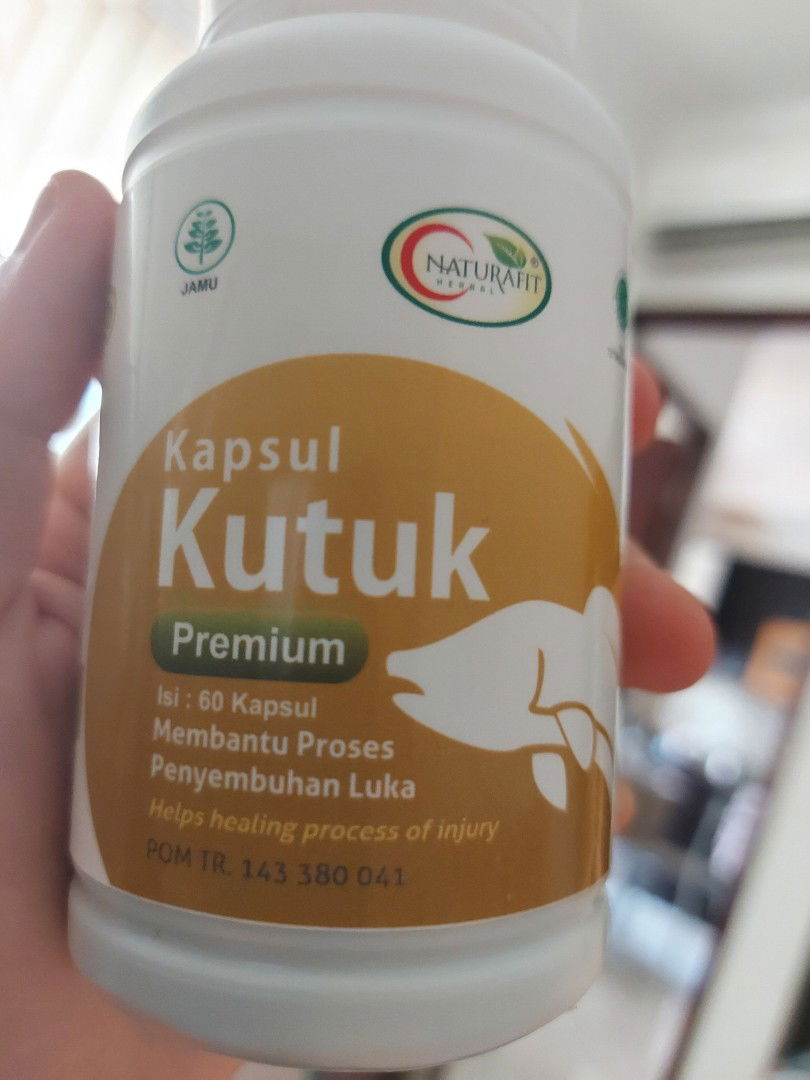 JAMU
NATURAFIT®
HERBAL
Kapsul
Kutuk
Premium
Isi : 60 Kapsul
Membantu Proses
Penyembuhan Luka
Helps healing process of injury
POM TR. 143 380 041